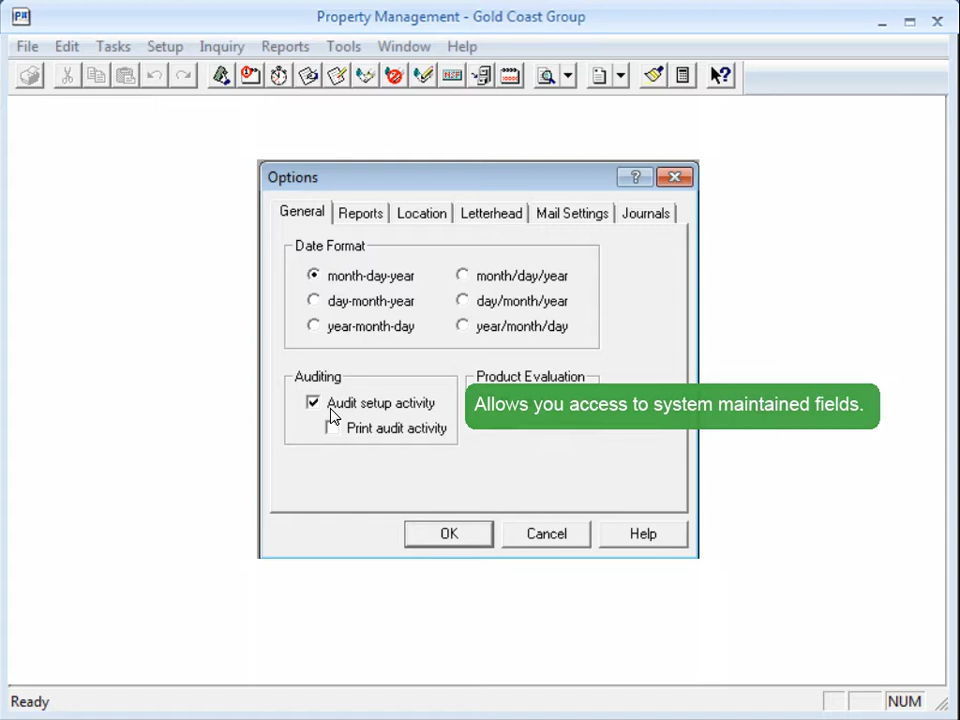 Property Management - Gold Coast Group
File Edit Tasks Setup Inquiry Reports Tools Window Help
Options
General Reports Location Letterhead Mail Settings Journals
Date Format
month-day-year month/day/year
day-month-year day/month/year
year-month-day year/month/day
Auditing Product Evaluation
Audit setup activity
Allows you access to system maintained fields.
Print audit activity
OK Cancel Help
Ready NUM